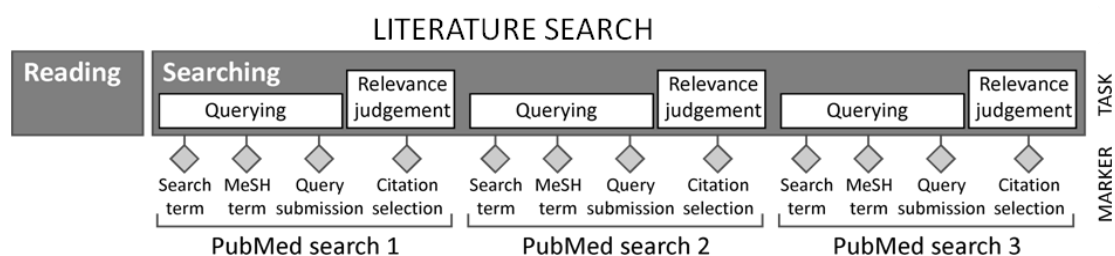 LITERATURE SEARCH
Reading
Searching
Querying
Relevance
judgement
Querying
Relevance
judgement
Querying
Relevance
judgement
TASK
Search
term
MeSH
term
Query
submission
Citation
selection
Search
term
MeSH
term
Query
submission
Citation
selection
Search
term
MeSH
term
Query
submission
Citation
selection
MARKER
PubMed search 1
PubMed search 2
PubMed search 3